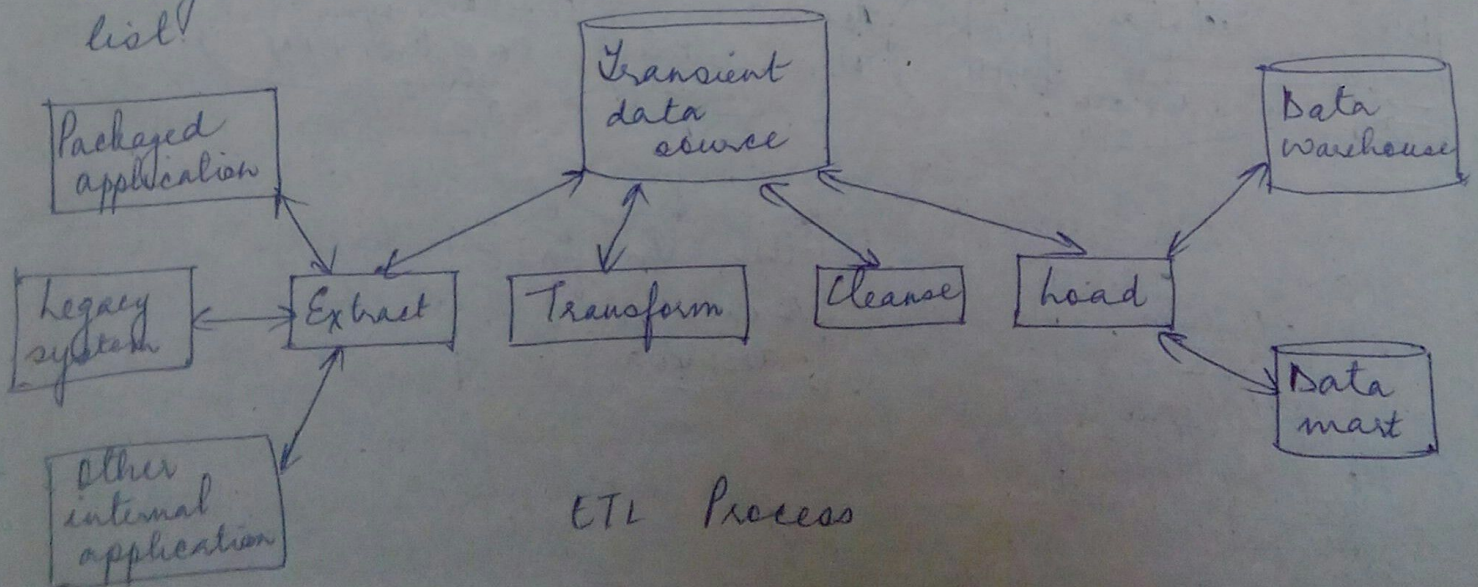 list
Packaged
application
Transient
data
source
Data
warehouse
Legacy
system
Extract
Transform
Cleanse
Load
Data
mart
Other
internal
application
ETL Process